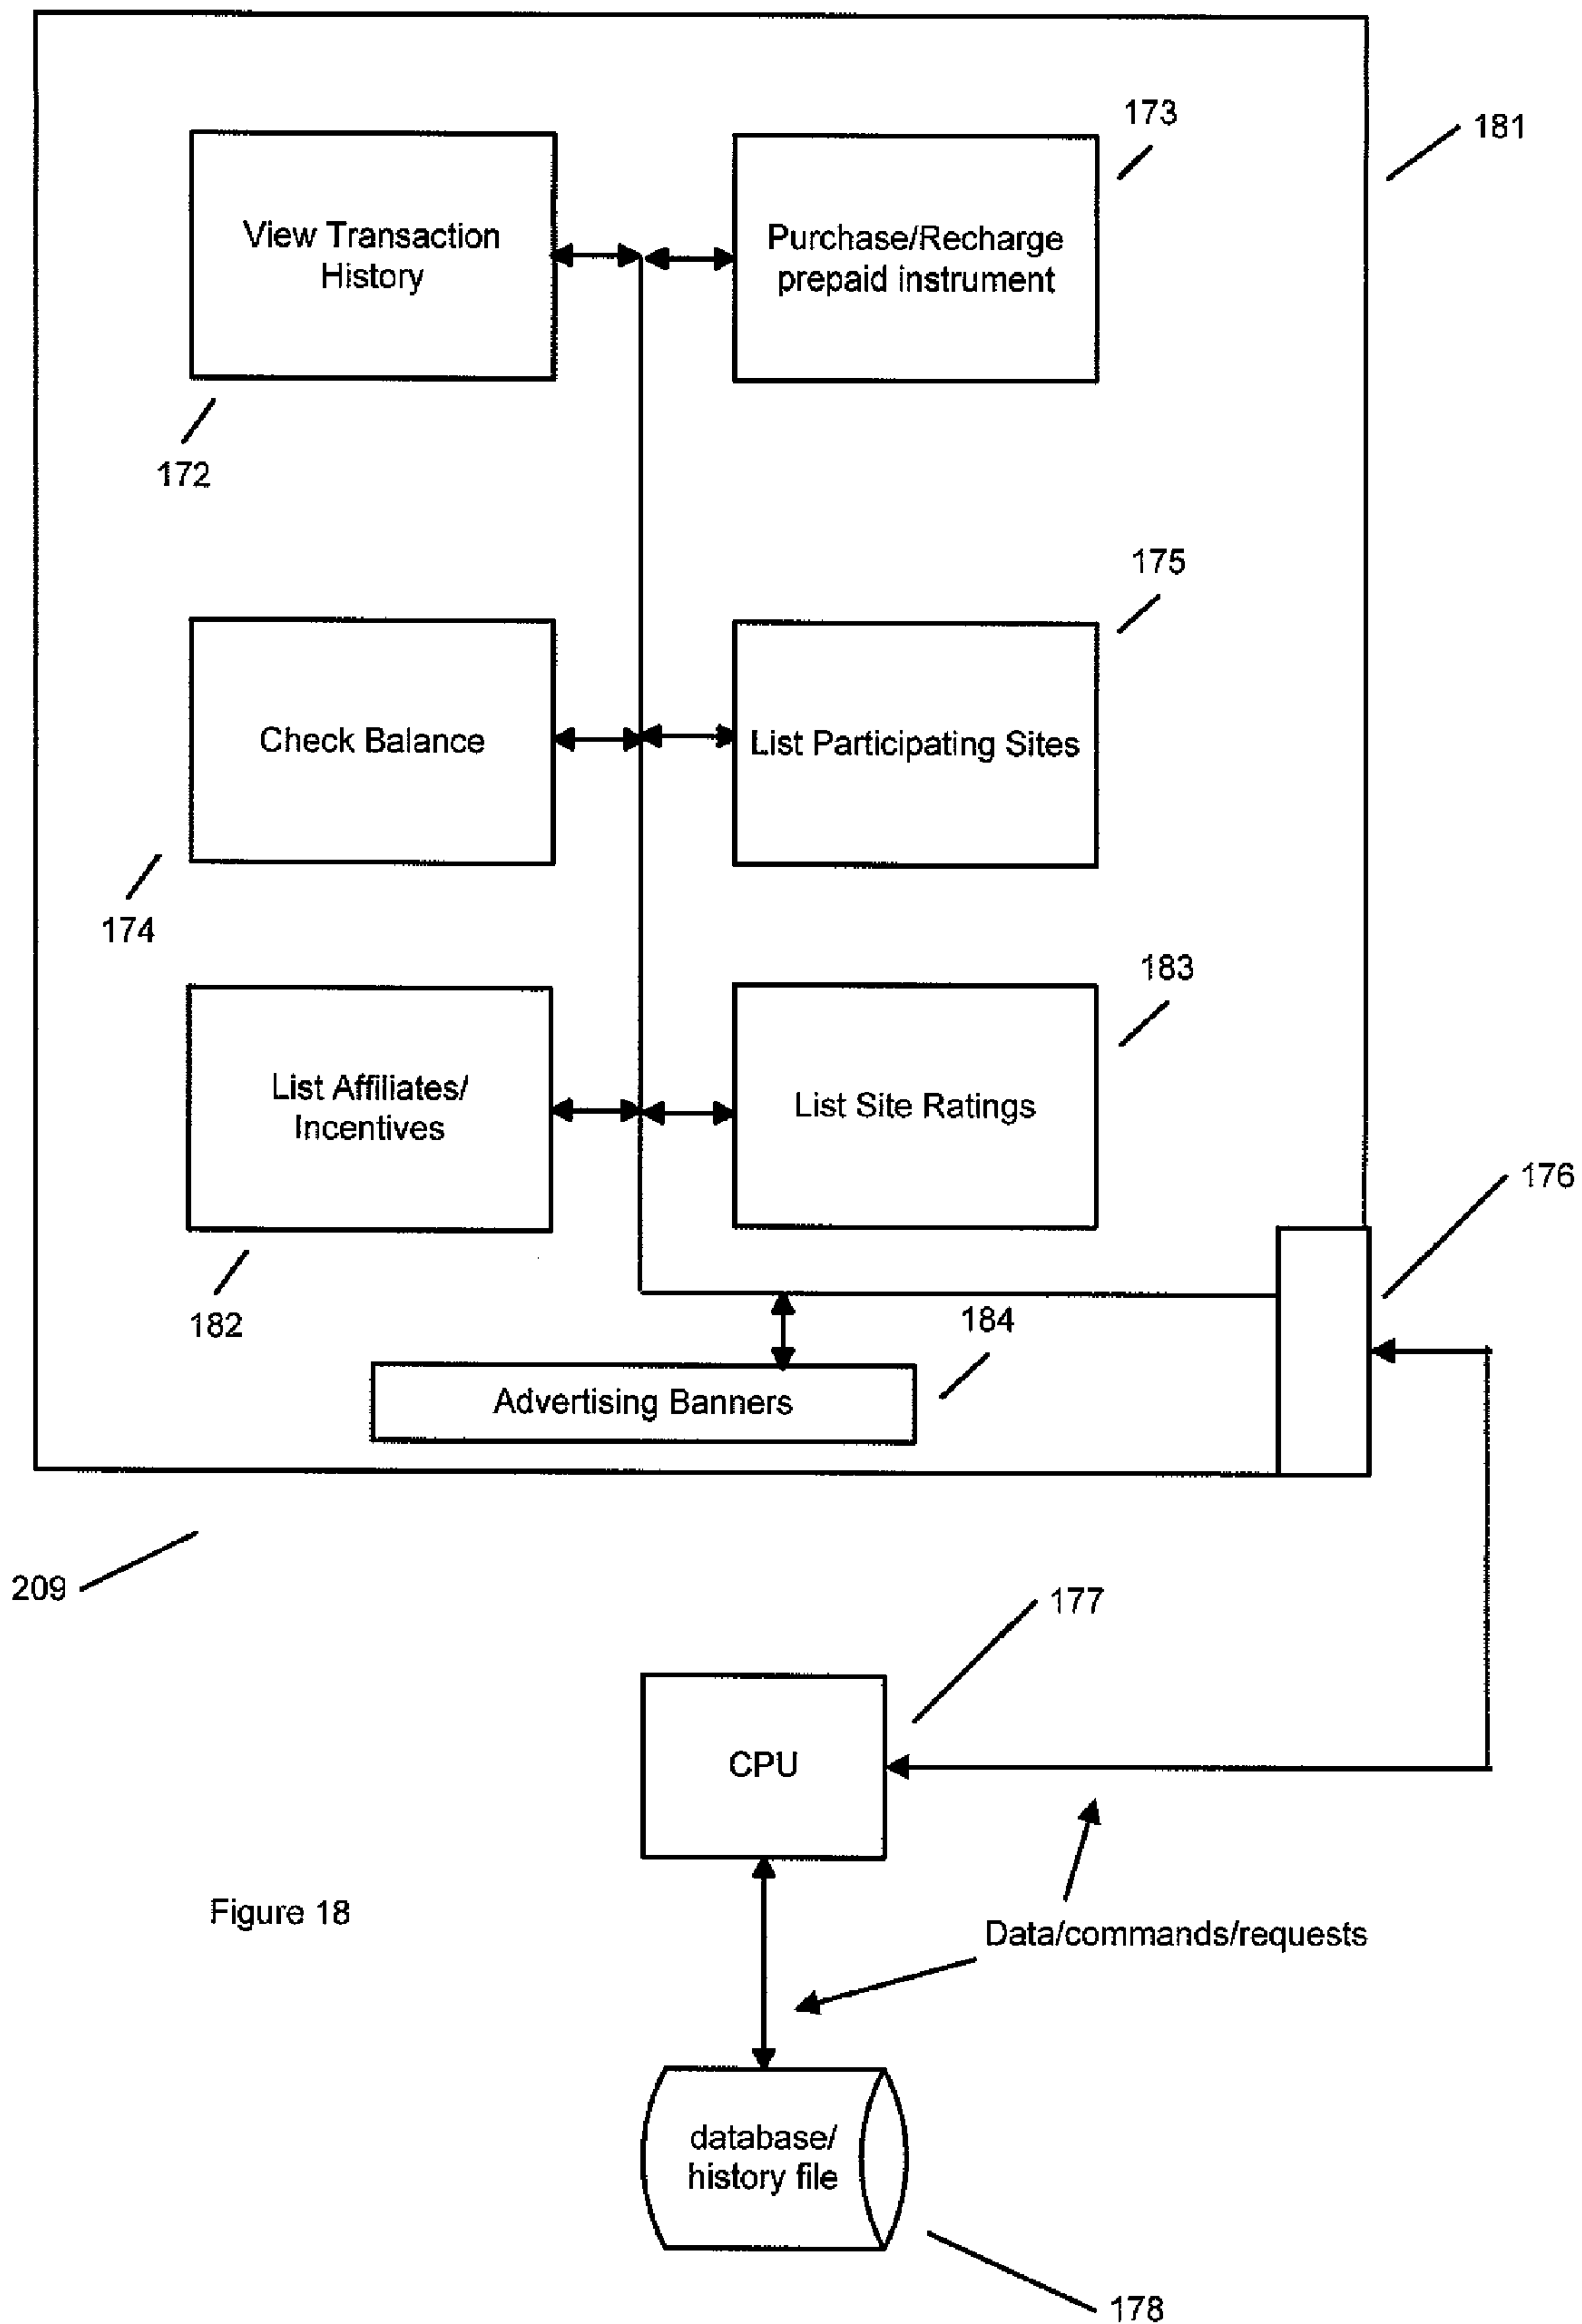 173
181
View Transaction
History
Purchase/Recharge
prepaid instrument
172
175
Check Balance
List Participating Sites
174
183
List Affiliates/
Incentives
List Site Ratings
176
182
184
Advertising Banners
209
177
CPU
Figure 18
Data/commands/requests
database/
history file
178